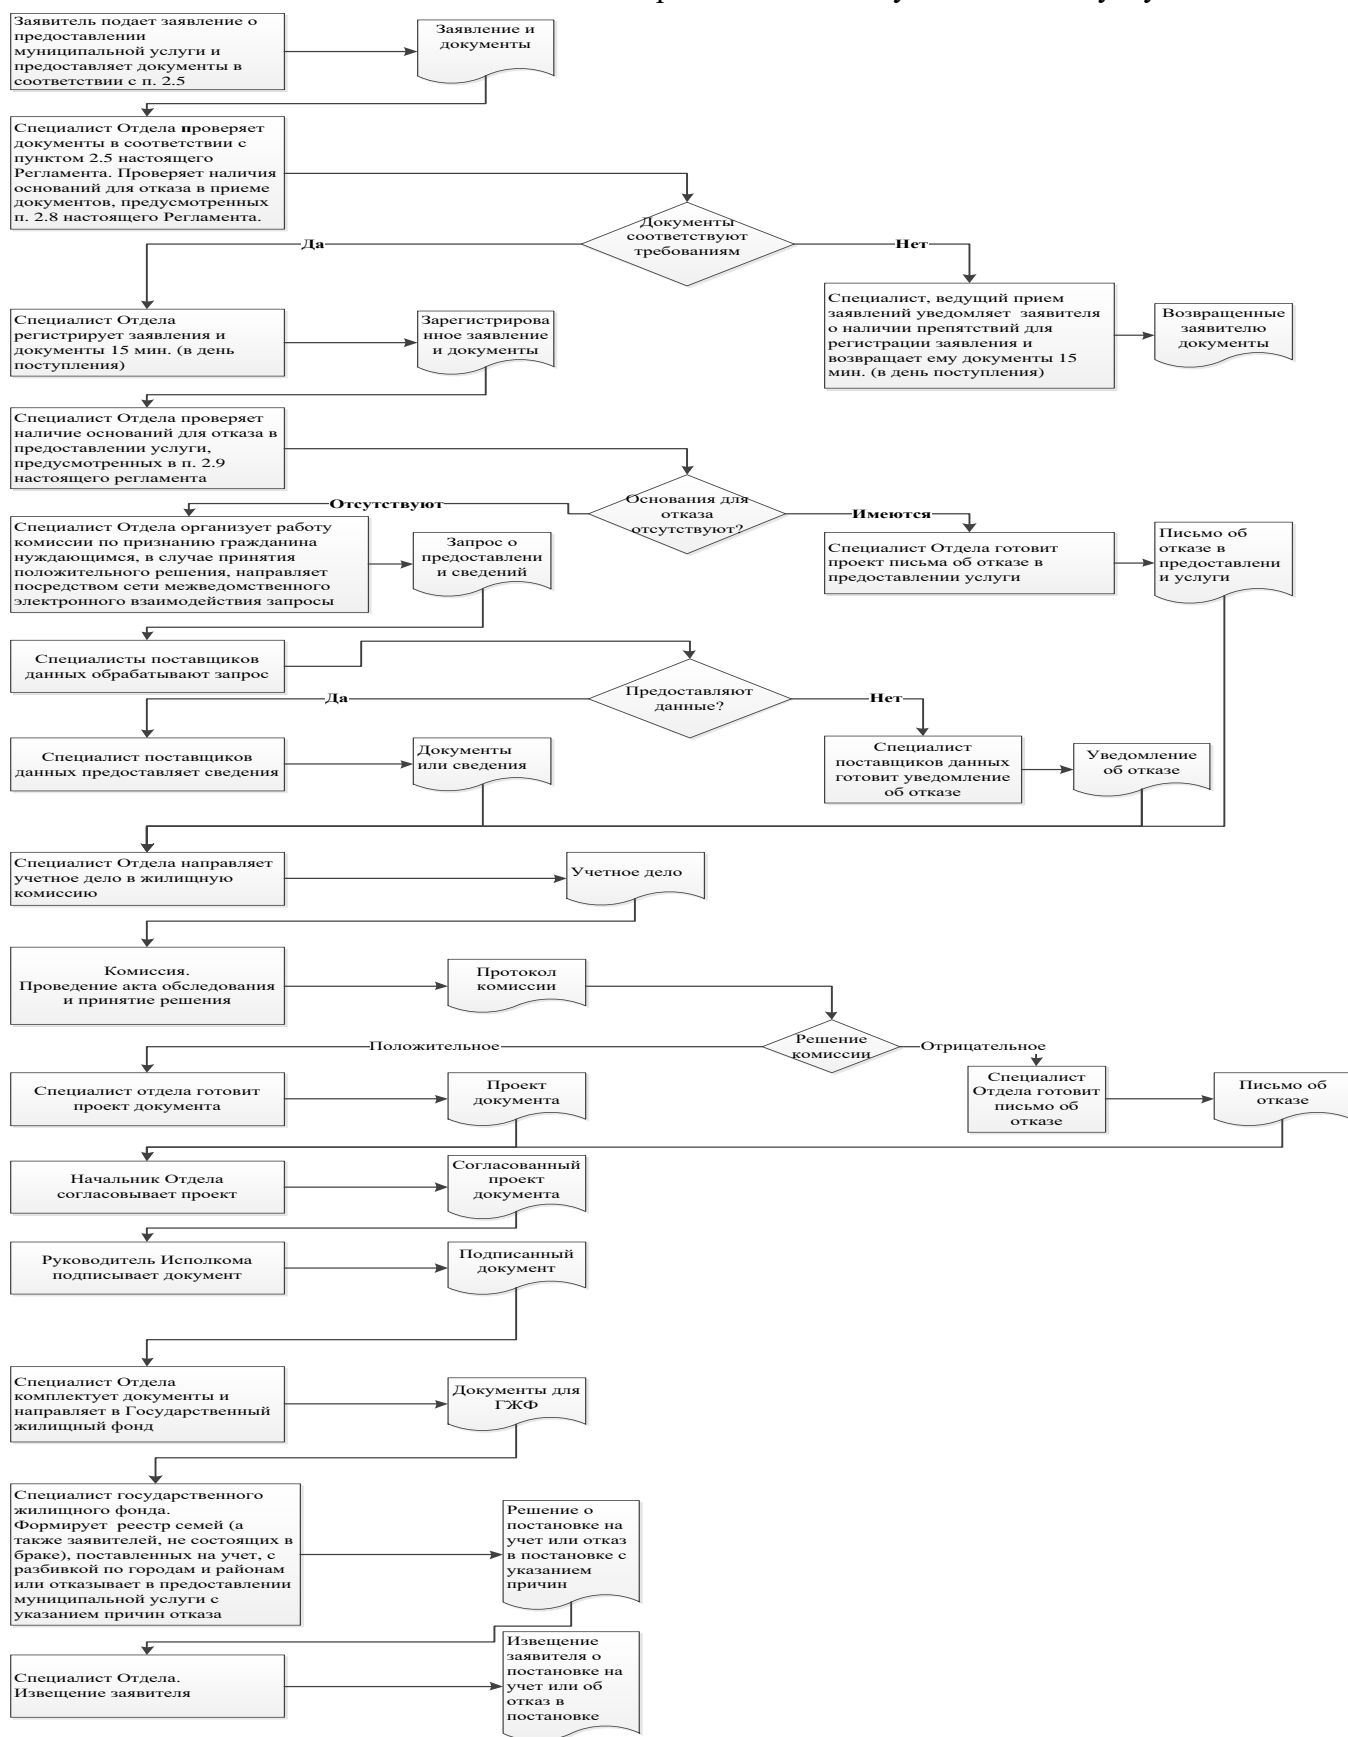 Заявитель подает заявление о
предоставлении
муниципальной услуги и
предоставляет документы в
соответствии с п. 2.5
Заявление и
документы
Специалист Отдела проверяет
документы в соответствии с
пунктом 2.5 настоящего
Регламента. Проверяет наличия
оснований для отказа в приеме
документов, предусмотренных
п. 2.8 настоящего Регламента.
Документы
соответствуют
требованиям
Да
Нет
Специалист Отдела
регистрирует заявления и
документы 15 мин. (в день
поступления)
Зарегистрирова
нное заявление
и документы
Специалист, ведущий прием
заявлений уведомляет  заявителя
о наличии препятствий для
регистрации заявления и
возвращает ему документы 15
мин. (в день поступления)
Возвращенные
заявителю
документы
Специалист Отдела проверяет
наличие оснований для отказа в
предоставлении услуги,
предусмотренных в п. 2.9
настоящего регламента
Основания для
отказа
отсутствуют?
Отсутствуют
Имеются
Специалист Отдела организует работу
комиссии по признанию гражданина
нуждающимся, в случае принятия
положительного решения, направляет
посредством сети межведомственного
электронного взаимодействия запросы
Запрос о
предоставлени
и сведений
Специалист Отдела готовит
проект письма об отказе в
предоставлении услуги
Письмо об
отказе в
предоставлени
и услуги
Специалисты поставщиков
данных обрабатывают запрос
Предоставляют
данные?
Да
Нет
Специалист поставщиков
данных предоставляет сведения
Документы
или сведения
Специалист
поставщиков данных
готовит уведомление
об отказе
Уведомление
об отказе
Специалист Отдела направляет
учетное дело в жилищную
комиссию
Учетное дело
Комиссия.
Проведение акта обследования
и принятие решения
Протокол
комиссии
Решение
комиссии
Положительное
Отрицательное
Специалист отдела готовит
проект документа
Проект
документа
Специалист
Отдела готовит
письмо об
отказе
Письмо об
отказе
Начальник Отдела
согласовывает проект
Согласованный
проект
документа
Руководитель Исполкома
подписывает документ
Подписанный
документ
Специалист Отдела
комплектует документы и
направляет в Государственный
жилищный фонд
Документы для
ГЖФ
Специалист государственного
жилищного фонда.
Формирует  реестр семей (а
также заявителей, не состоящих в
браке), поставленных на учет, с
разбивкой по городам и районам
или отказывает в предоставлении
муниципальной услуги с
указанием причин отказа
Решение о
постановке на
учет или отказ
в постановке с
указанием
причин
Специалист Отдела.
Извещение заявителя
Извещение
заявителя о
постановке на
учет или об
отказ в
постановке